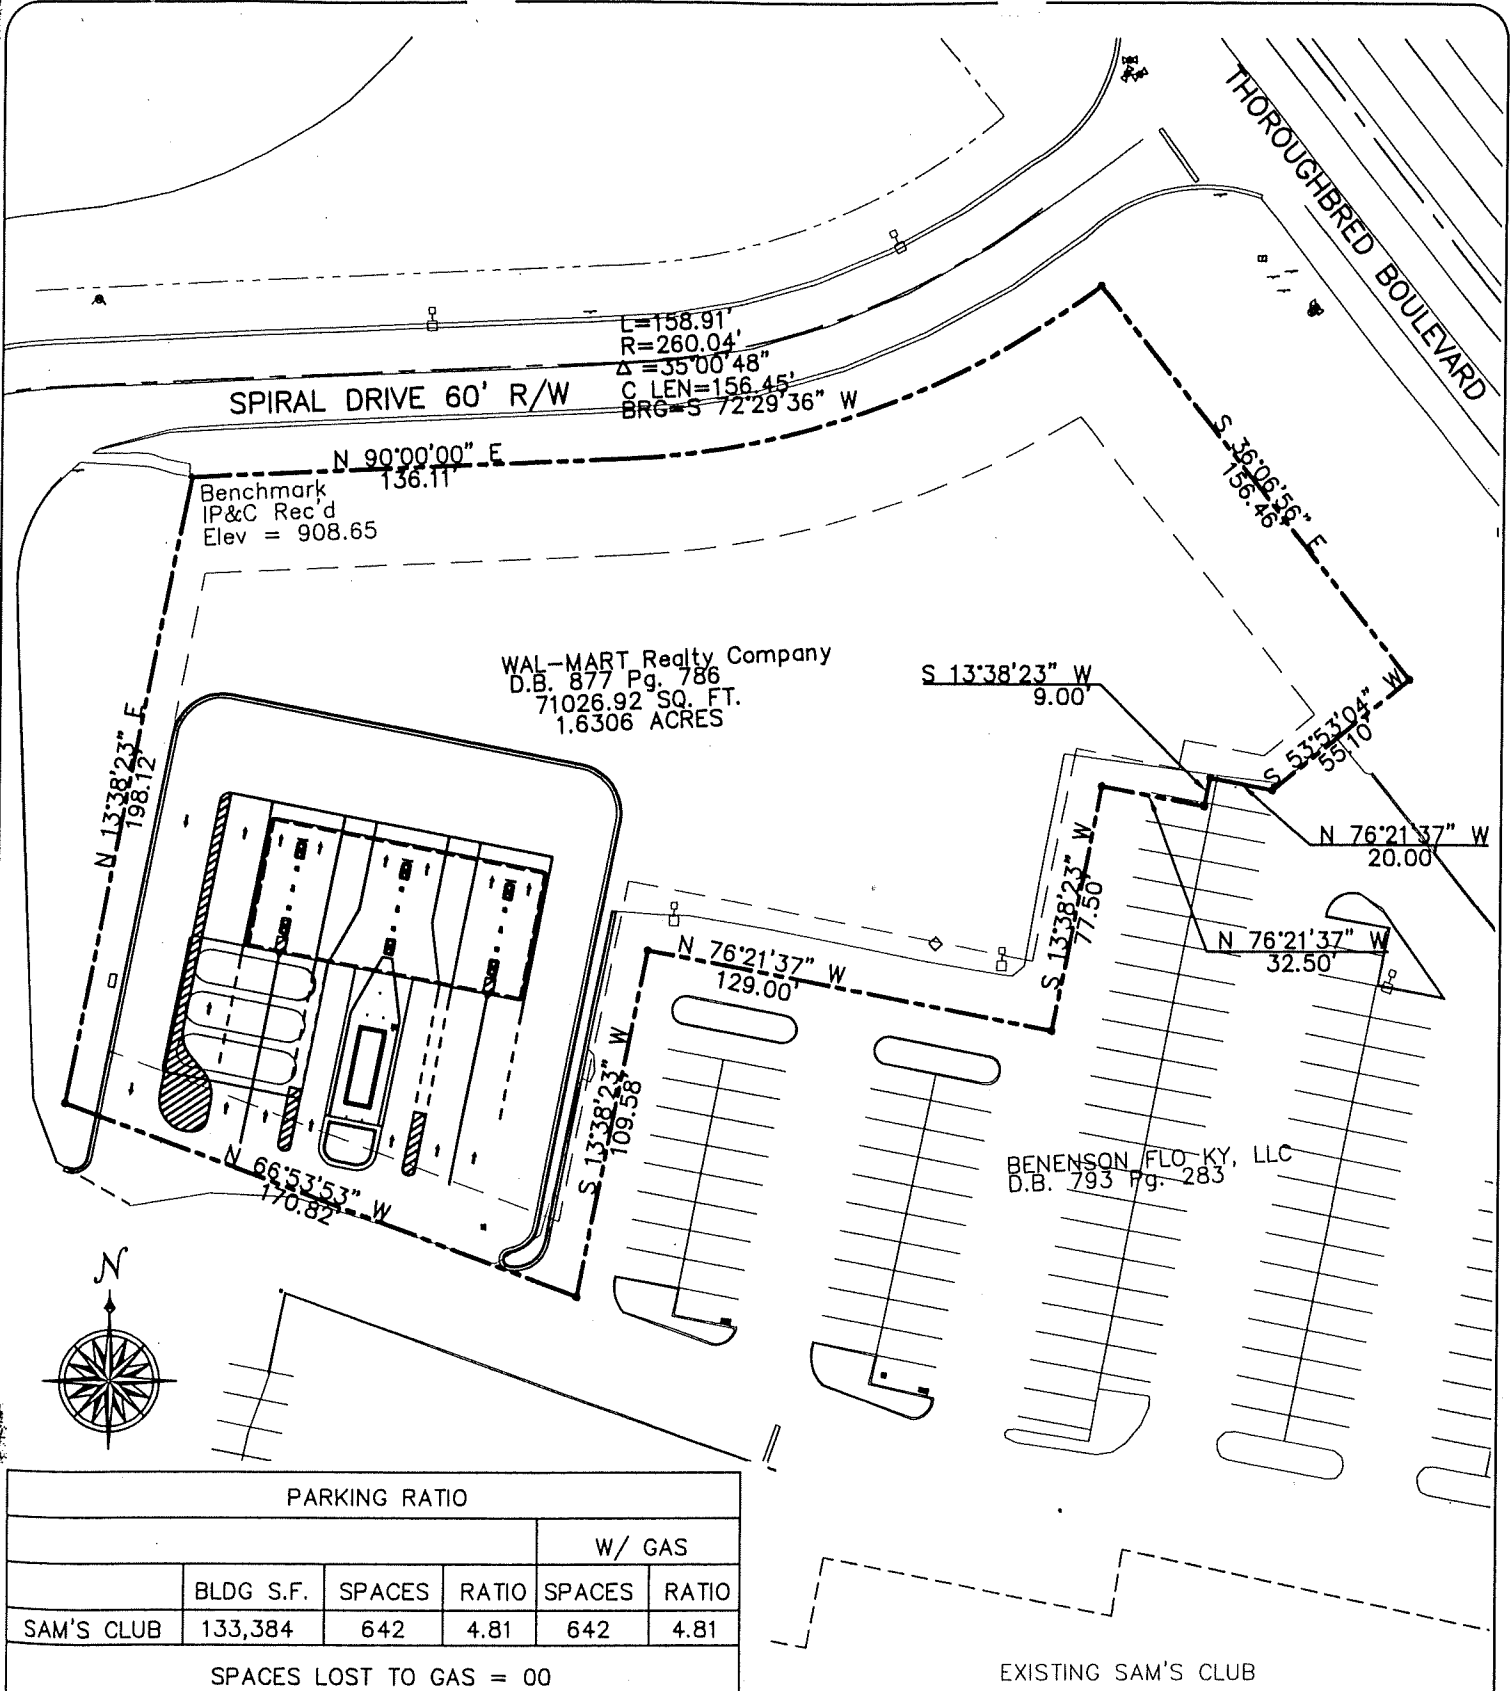 THOROUGHBRED BOULEVARD
L=158.91'
R=260.04'
Δ =35°00'48"
C LEN=156.45'
BRG=S 72°29'36" W
SPIRAL DRIVE 60' R/W
N 90°00'00" E
136.11'
Benchmark
IP&C Rec'd
Elev = 908.65
S 36°06'56" E
156.46'
WAL-MART Realty Company
D.B. 877 Pg. 786
71026.92 SQ. FT.
1.6306 ACRES
S 13°38'23" W
9.00'
S 53°53'04" W
55.10'
N 13°38'23" E
198.12'
N 76°21'37" W
20.00'
S 13°38'23" W
77.50'
N 76°21'37" W
32.50'
N 76°21'37" W
129.00'
S 13°38'23" W
109.58'
BENENSON FLO KY, LLC
D.B. 793 Pg. 283
N 66°53'53" W
170.82'
N
PARKING RATIO
W/ GAS
BLDG S.F. SPACES RATIO SPACES RATIO
SAM'S CLUB 133,384 642 4.81 642 4.81
SPACES LOST TO GAS = 00
EXISTING SAM'S CLUB